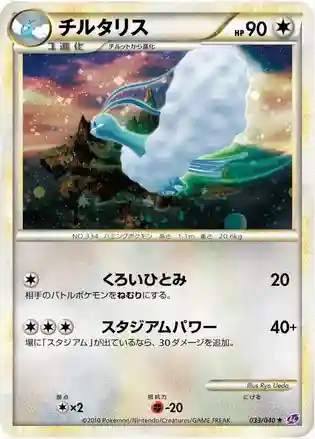 チルタリス HP 90
1進化 チルットから進化
NO.334 ハミングポケモン 高さ 1.1m 重さ 20.6kg
くろいひとみ 20
相手のバトルポケモンをねむりにする。
スタジアムパワー 40+
場に「スタジアム」が出ているなら、30ダメージを追加。
Illus.Ryo Ueda
弱点 抵抗力 にげる
×2 -20
©2010 Pokémon/Nintendo/Creatures/GAME FREAK. 033/040 ★